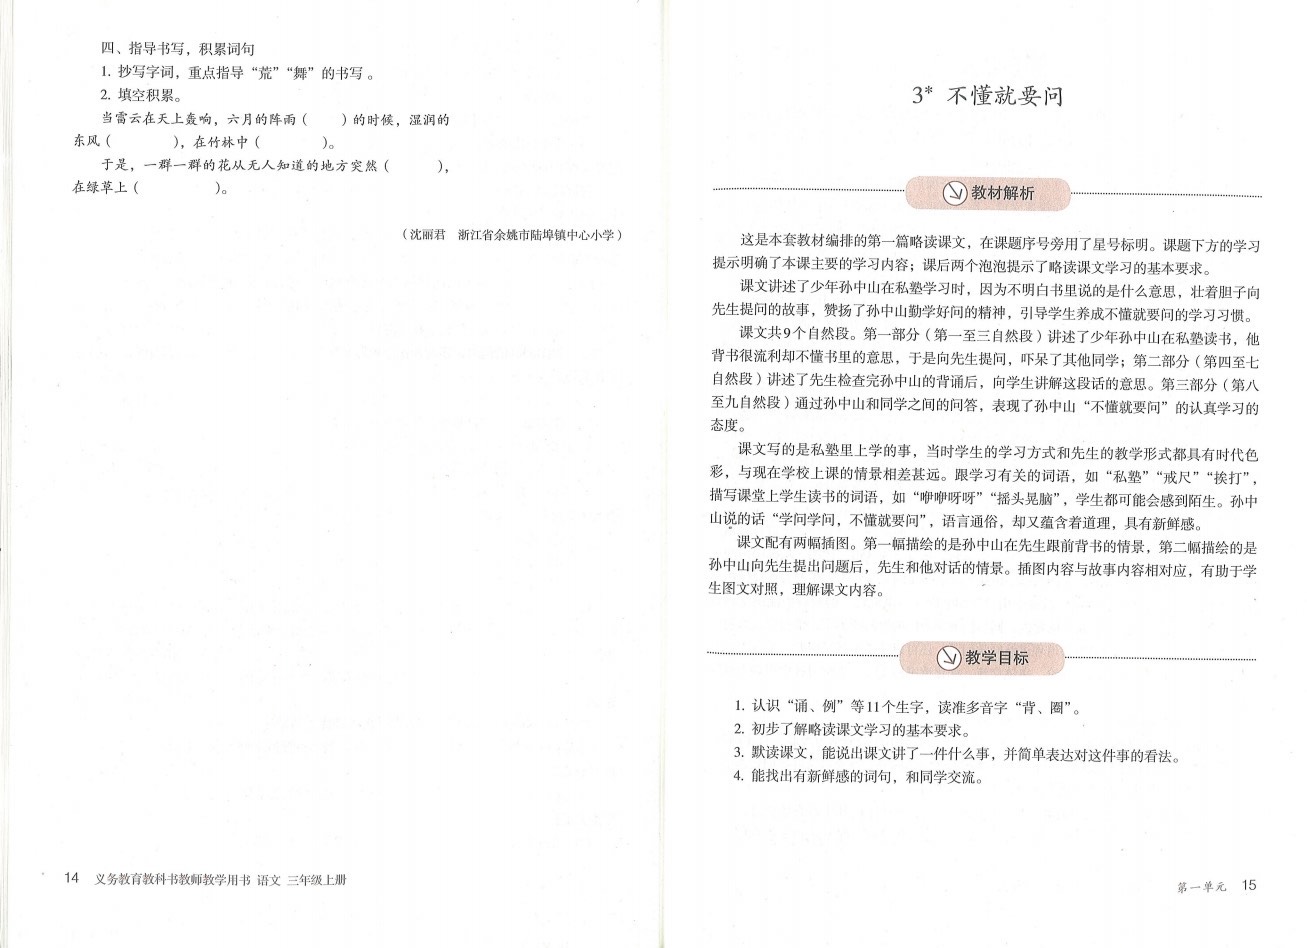 四、指导书写，积累词句
1. 抄写字词，重点指导“荒”“舞”的书写。
2. 填空积累。
当雷云在天上轰响，六月的阵雨（　　）的时候，湿润的
东风（　　　　），在竹林中（　　　　）。
于是，一群一群的花从无人知道的地方突然（　　　），
在绿草上（　　　　　）。
（沈丽君　浙江省余姚市陆埠镇中心小学）
14　义务教育教科书教师教学用书 语文 三年级上册
3* 不懂就要问
教材解析
这是本套教材编排的第一篇略读课文，在课题序号旁用了星号标明。课题下方的学习
提示明确了本课主要的学习内容；课后两个泡泡提示了略读课文学习的基本要求。
课文讲述了少年孙中山在私塾学习时，因为不明白书里说的是什么意思，壮着胆子向
先生提问的故事，赞扬了孙中山勤学好问的精神，引导学生养成不懂就要问的学习习惯。
课文共9个自然段。第一部分（第一至三自然段）讲述了少年孙中山在私塾读书，他
背书很流利却不懂书里的意思，于是向先生提问，吓呆了其他同学；第二部分（第四至七
自然段）讲述了先生检查完孙中山的背诵后，向学生讲解这段话的意思。第三部分（第八
至九自然段）通过孙中山和同学之间的问答，表现了孙中山“不懂就要问”的认真学习的
态度。
课文写的是私塾里上学的事，当时学生的学习方式和先生的教学形式都具有时代色
彩，与现在学校上课的情景相差甚远。跟学习有关的词语，如“私塾”“戒尺”“挨打”，
描写课堂上学生读书的词语，如“咿咿呀呀”“摇头晃脑”，学生都可能会感到陌生。孙中
山说的话“学问学问，不懂就要问”，语言通俗，却又蕴含着道理，具有新鲜感。
课文配有两幅插图。第一幅描绘的是孙中山在先生跟前背书的情景，第二幅描绘的是
孙中山向先生提出问题后，先生和他对话的情景。插图内容与故事内容相对应，有助于学
生图文对照，理解课文内容。
教学目标
1. 认识“诵、例”等11个生字，读准多音字“背、圈”。
2. 初步了解略读课文学习的基本要求。
3. 默读课文，能说出课文讲了一件什么事，并简单表达对这件事的看法。
4. 能找出有新鲜感的词句，和同学交流。
第一单元　15